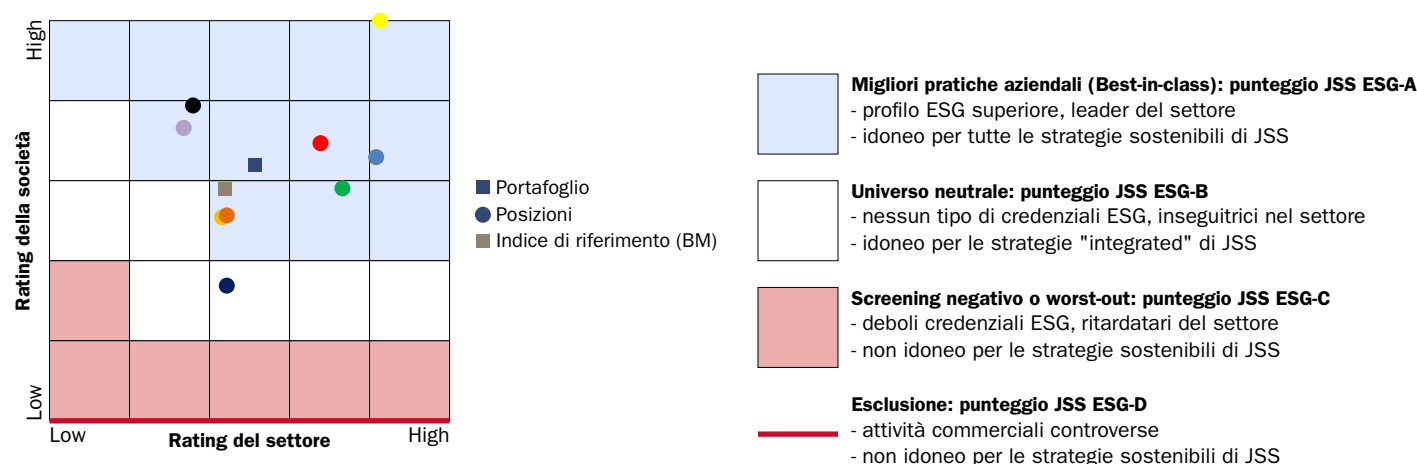 High
Rating della società
Low
Low
Rating del settore
High
Portafoglio
Posizioni
Indice di riferimento (BM)
Migliori pratiche aziendali (Best-in-class): punteggio JSS ESG-A
- profilo ESG superiore, leader del settore
- idoneo per tutte le strategie sostenibili di JSS
Universo neutrale: punteggio JSS ESG-B
- nessun tipo di credenziali ESG, inseguitrici nel settore
- idoneo per le strategie "integrated" di JSS
Screening negativo o worst-out: punteggio JSS ESG-C
- deboli credenziali ESG, ritardatari del settore
- non idoneo per le strategie sostenibili di JSS
Esclusione: punteggio JSS ESG-D
- attività commerciali controverse
- non idoneo per le strategie sostenibili di JSS